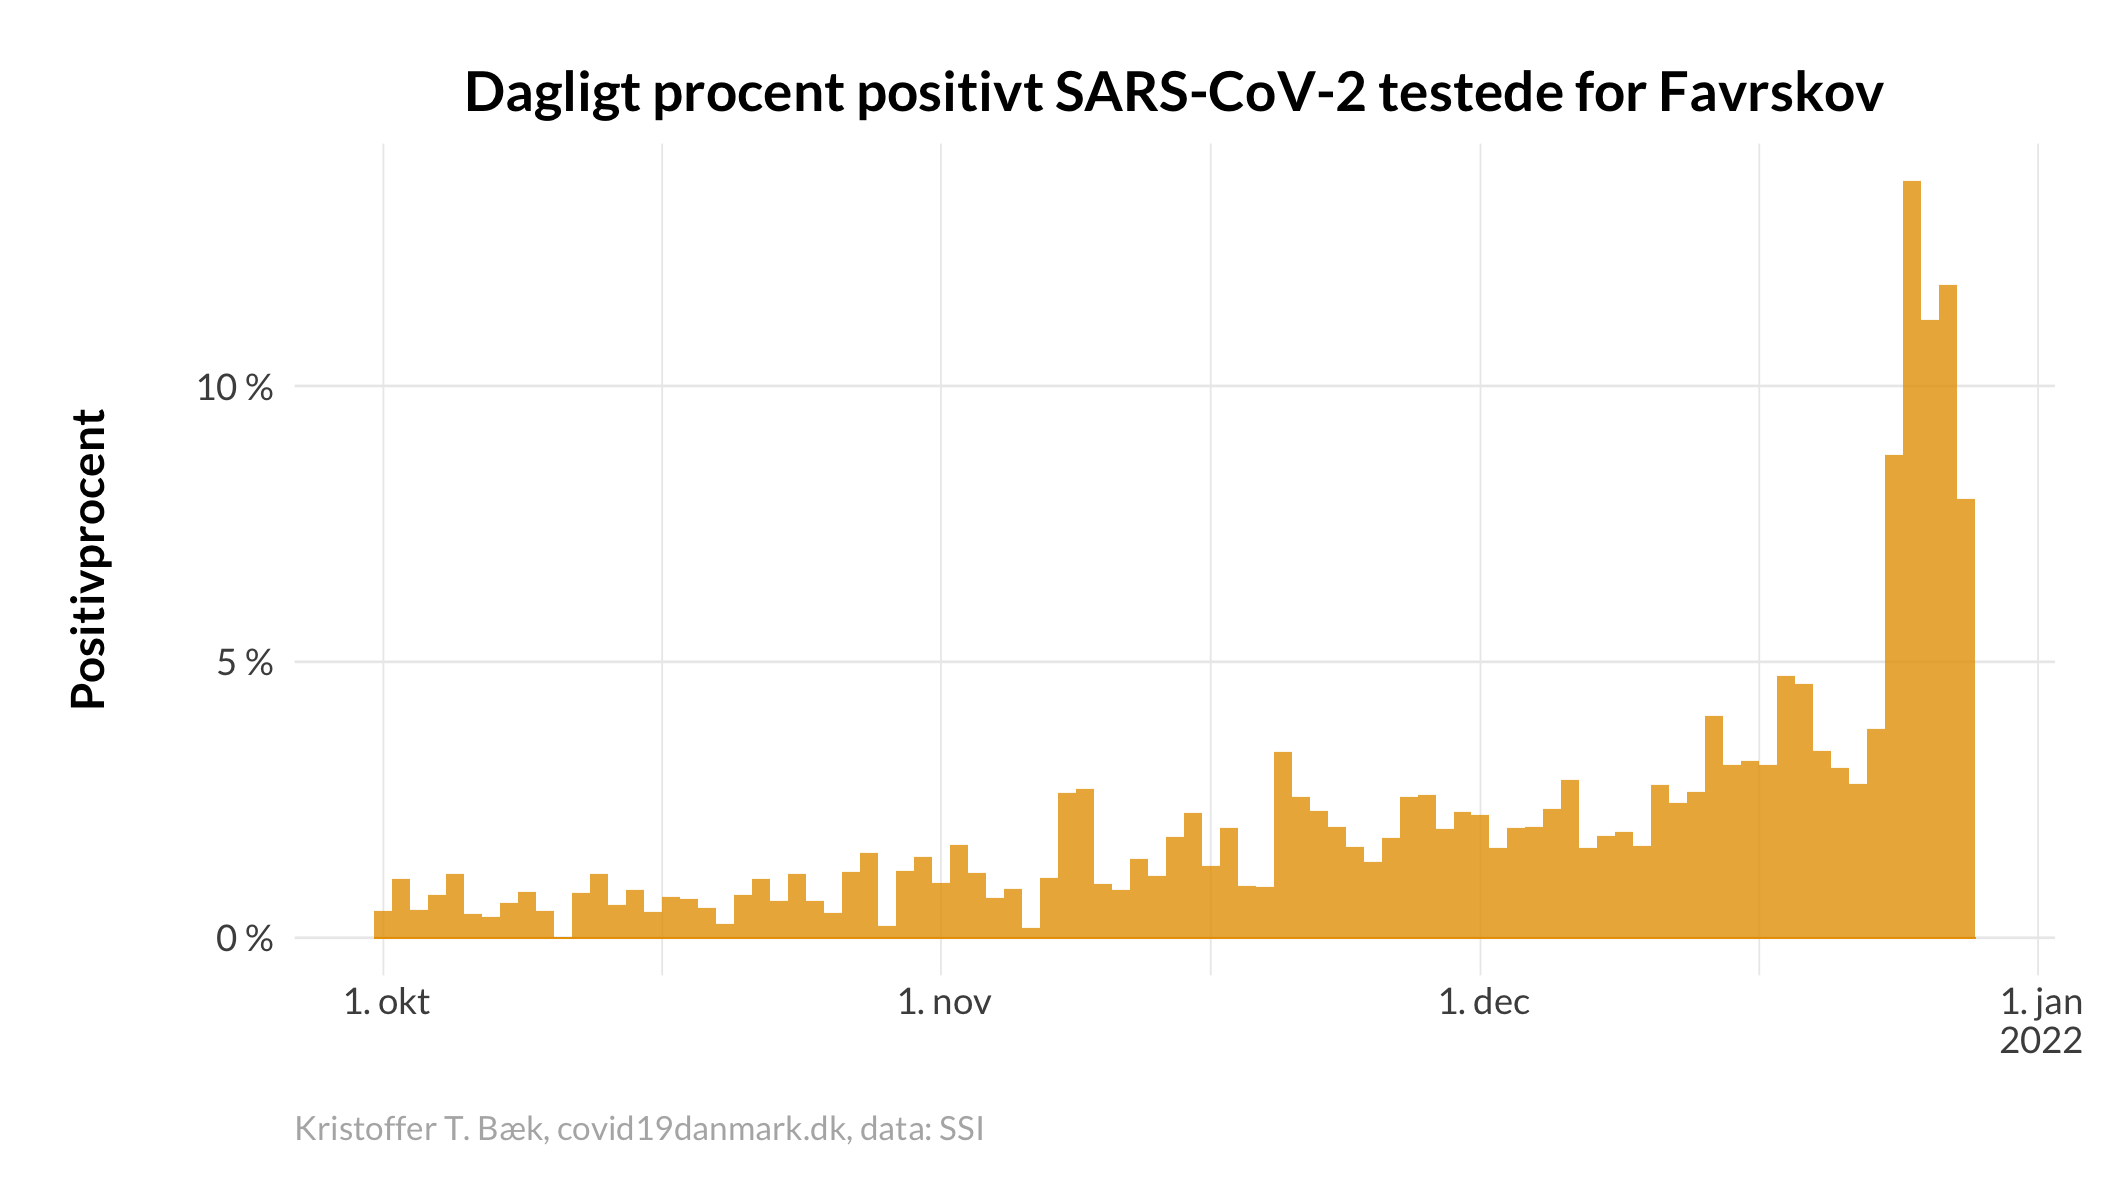 Dagligt procent positivt SARS-CoV-2 testede for Favrskov
Positivprocent
10 %
5 %
0 %
1. okt
1. nov
1. dec
1. jan
2022
Kristoffer T. Bæk, covid19danmark.dk, data: SSI